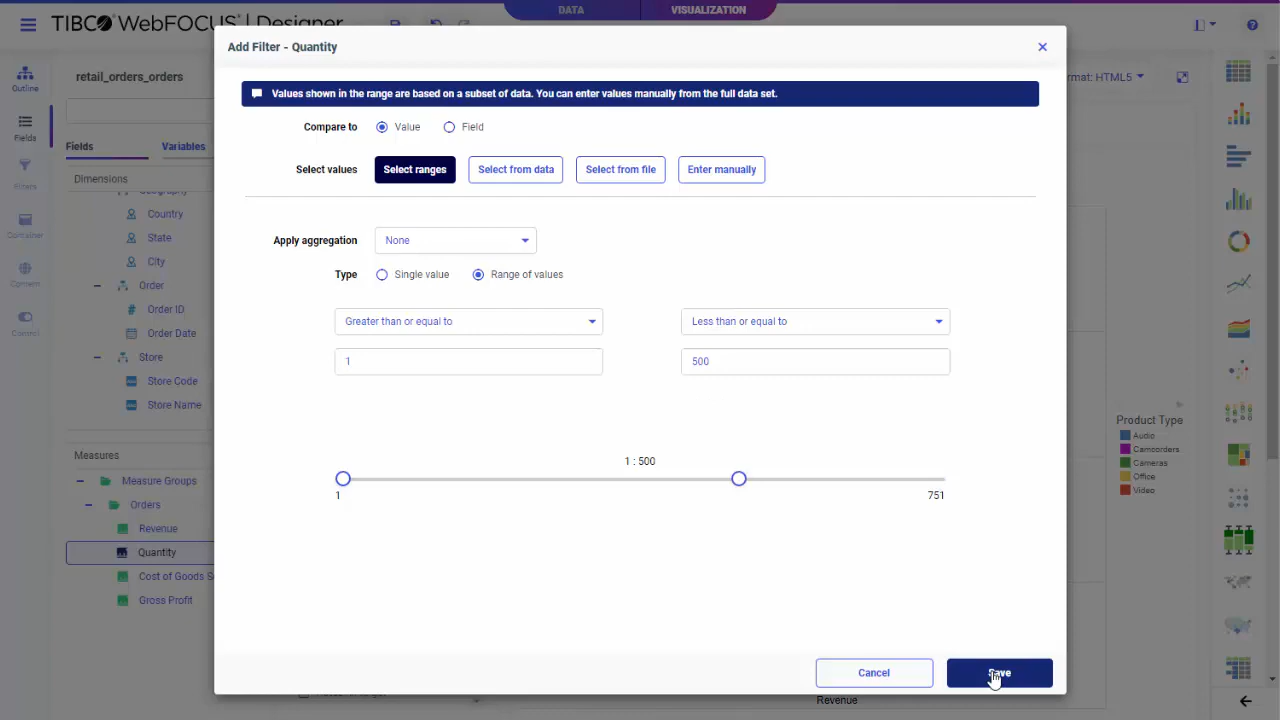 DATA
VISUALIZATION
TIBCO WebFOCUS | Designer
Add Filter - Quantity
retail_orders_orders
Format: HTML5
Outline
Fields
Filters
Container
Content
Control
Values shown in the range are based on a subset of data. You can enter values manually from the full data set.
Compare to Value Field
Select values Select ranges Select from data Select from file Enter manually
Fields Variables
Dimensions
Country
State
City
Order
Order ID
Order Date
Store
Store Code
Store Name
Apply aggregation None
Type Single value Range of values
Greater than or equal to Less than or equal to
1 500
1 : 500
1 751
Measures
Measure Groups
Orders
Revenue
Quantity
Cost of Goods S
Gross Profit
Product Type
Audio
Camcorders
Cameras
Office
Video
Cancel Save
Revenue